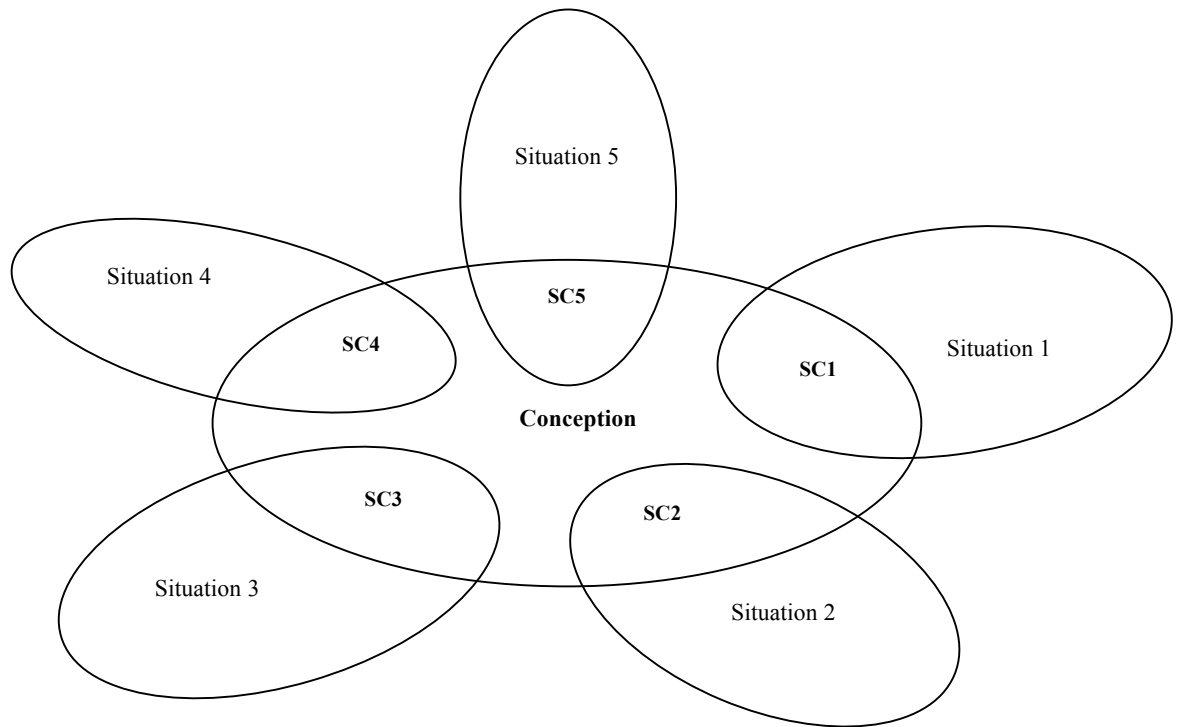 Situation 5
Situation 4
SC5
SC4
Situation 1
SC1
Conception
SC3
SC2
Situation 3
Situation 2